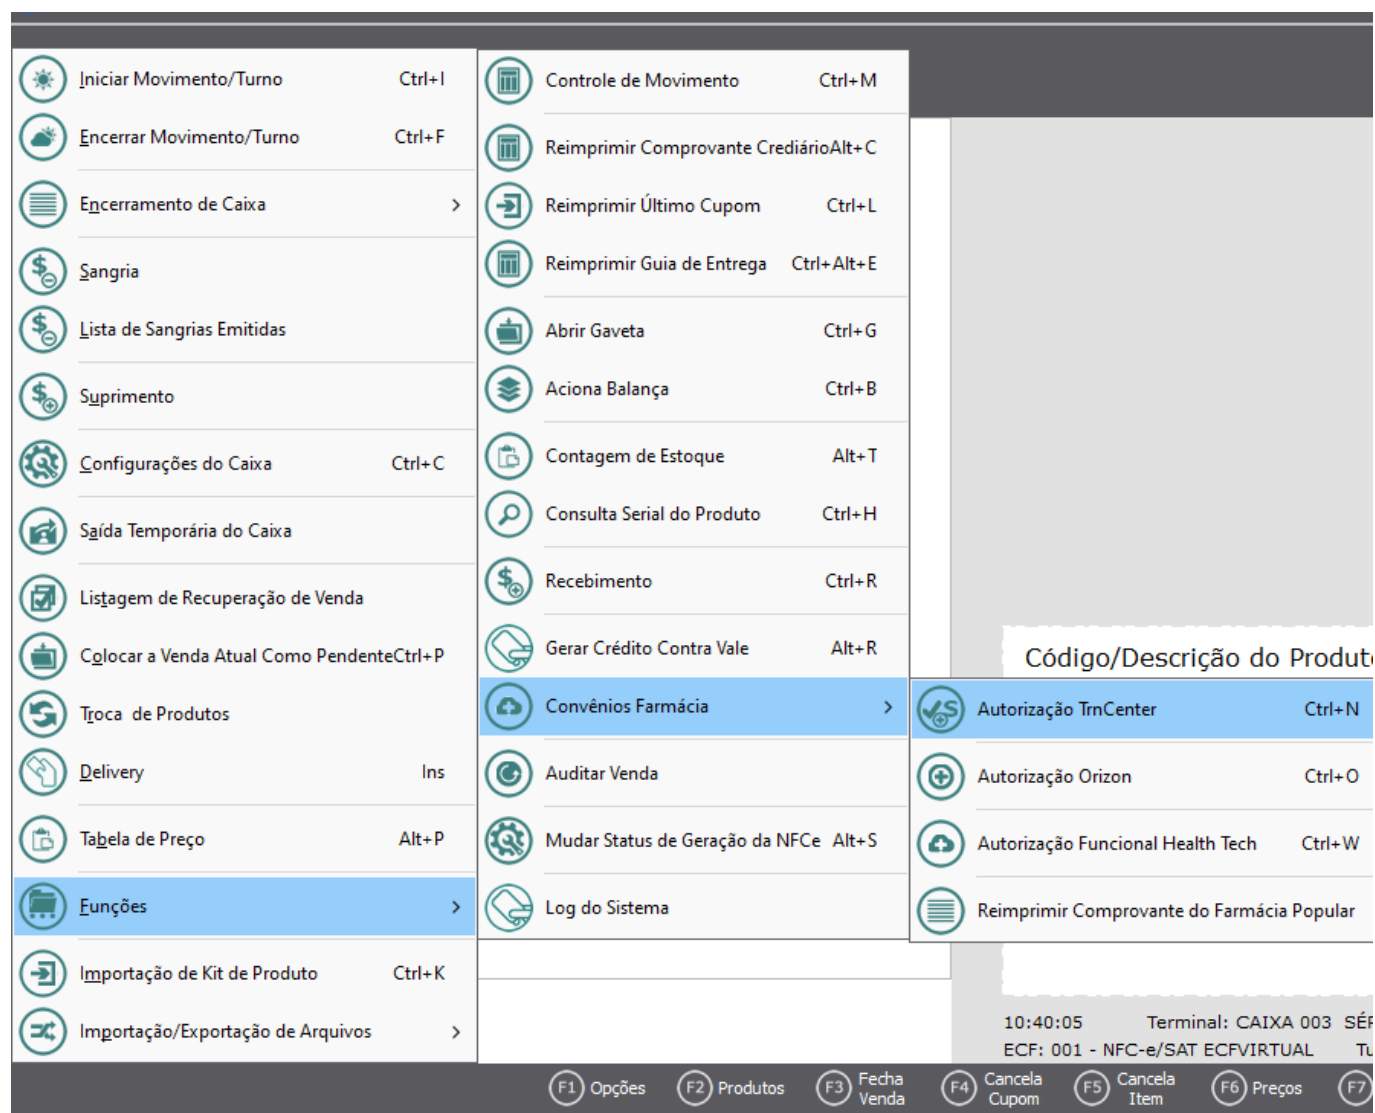 Iniciar Movimento/Turno Ctrl+I
Encerrar Movimento/Turno Ctrl+F
Encerramento de Caixa >
Sangria
Lista de Sangrias Emitidas
Suprimento
Configurações do Caixa Ctrl+C
Saída Temporária do Caixa
Listagem de Recuperação de Venda
Colocar a Venda Atual Como PendenteCtrl+P
Troca de Produtos
Delivery Ins
Tabela de Preço Alt+P
Funções >
Importação de Kit de Produto Ctrl+K
Importação/Exportação de Arquivos >
Controle de Movimento Ctrl+M
Reimprimir Comprovante CrediárioAlt+C
Reimprimir Último Cupom Ctrl+L
Reimprimir Guia de Entrega Ctrl+Alt+E
Abrir Gaveta Ctrl+G
Aciona Balança Ctrl+B
Contagem de Estoque Alt+T
Consulta Serial do Produto Ctrl+H
Recebimento Ctrl+R
Gerar Crédito Contra Vale Alt+R
Convênios Farmácia >
Auditar Venda
Mudar Status de Geração da NFCe Alt+S
Log do Sistema
Código/Descrição do Produt
Autorização TrnCenter Ctrl+N
Autorização Orizon Ctrl+O
Autorização Funcional Health Tech Ctrl+W
Reimprimir Comprovante do Farmácia Popular
10:40:05 Terminal: CAIXA 003 SÉR
ECF: 001 - NFC-e/SAT ECFVIRTUAL Tu
F1 Opções F2 Produtos F3 Fecha Venda F4 Cancela Cupom F5 Cancela Item F6 Preços F7